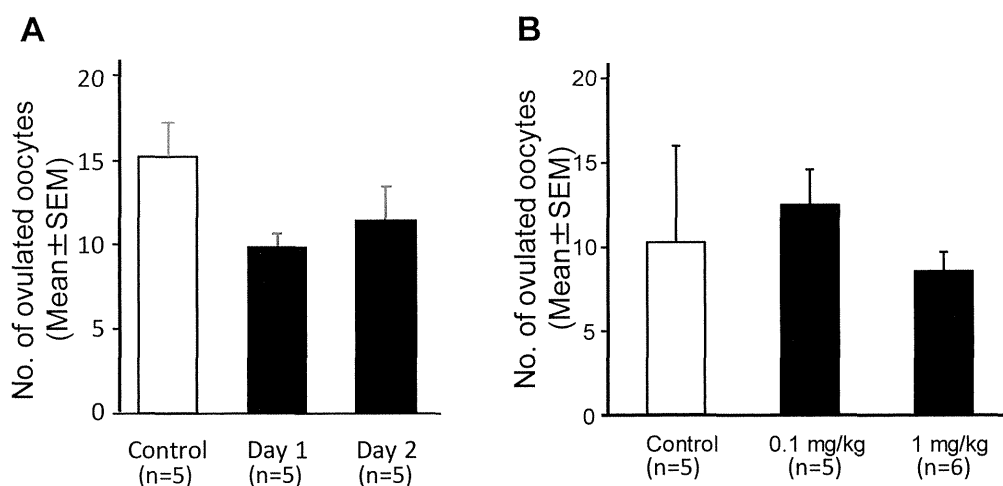 A
No. of ovulated oocytes
(Mean±SEM)
20
15
10
5
0
Control
(n=5)
Day 1
(n=5)
Day 2
(n=5)
B
No. of ovulated oocytes
(Mean±SEM)
20
15
10
5
0
Control
(n=5)
0.1 mg/kg
(n=5)
1 mg/kg
(n=6)